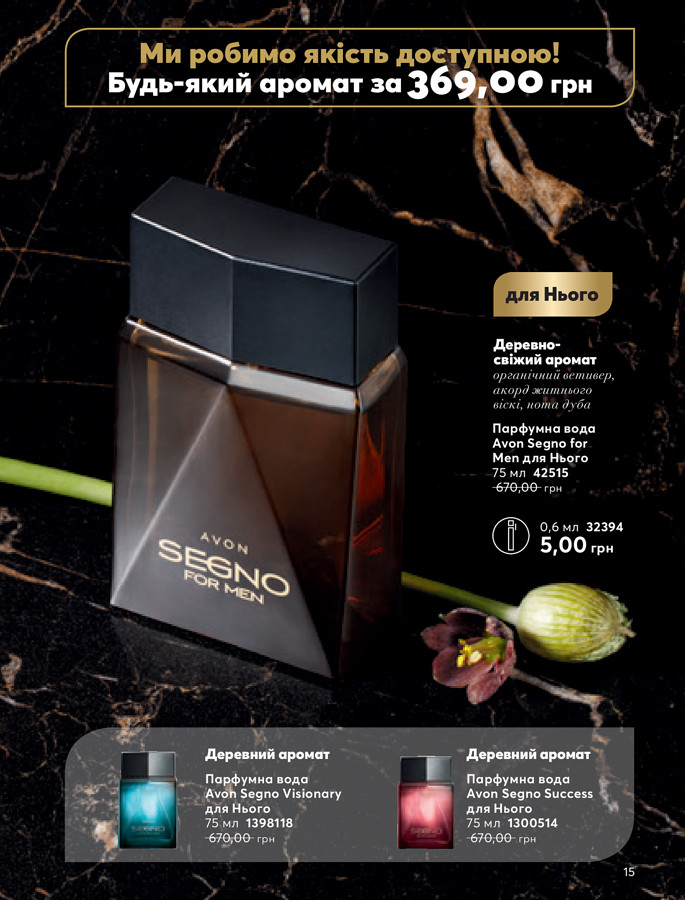 Ми робимо якість доступною!
Будь-який аромат за 369,00 грн
AVON
SEGNO
FOR MEN
для Нього
Деревно-
свіжий аромат
органічний ветивер,
акорд житнього
віскі, нота дуба
Парфумна вода
Avon Segno for
Men для Нього
75 мл 42515
670,00 грн
0,6 мл 32394
5,00 грн
Деревний аромат
Парфумна вода
Avon Segno Visionary
для Нього
75 мл 1398118
670,00 грн
SEGNO
Деревний аромат
Парфумна вода
Avon Segno Success
для Нього
75 мл 1300514
670,00 грн
SEGNO
15